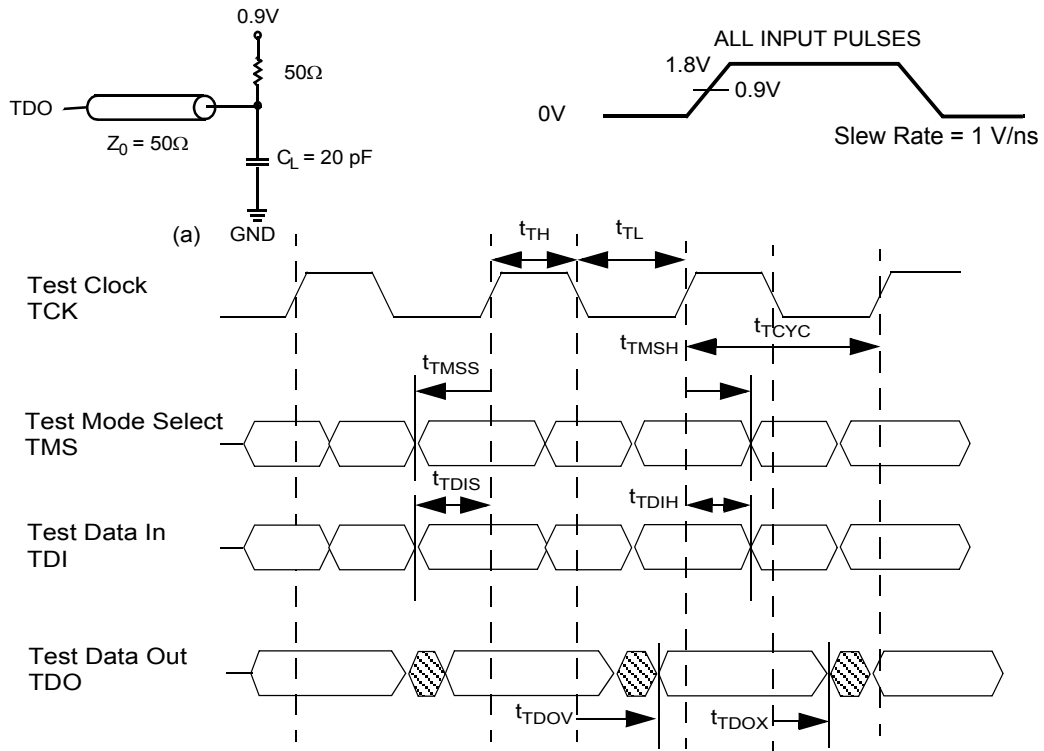 0.9V
50Ω
TDO
Z0 = 50Ω
CL = 20 pF
GND
(a)
ALL INPUT PULSES
1.8V
0.9V
0V
Slew Rate = 1 V/ns
tTH
tTL
Test Clock
TCK
tTCYC
tTMSH
tTMSS
Test Mode Select
TMS
tTDIS
tTDIH
Test Data In
TDI
Test Data Out
TDO
tTDOV
tTDOX